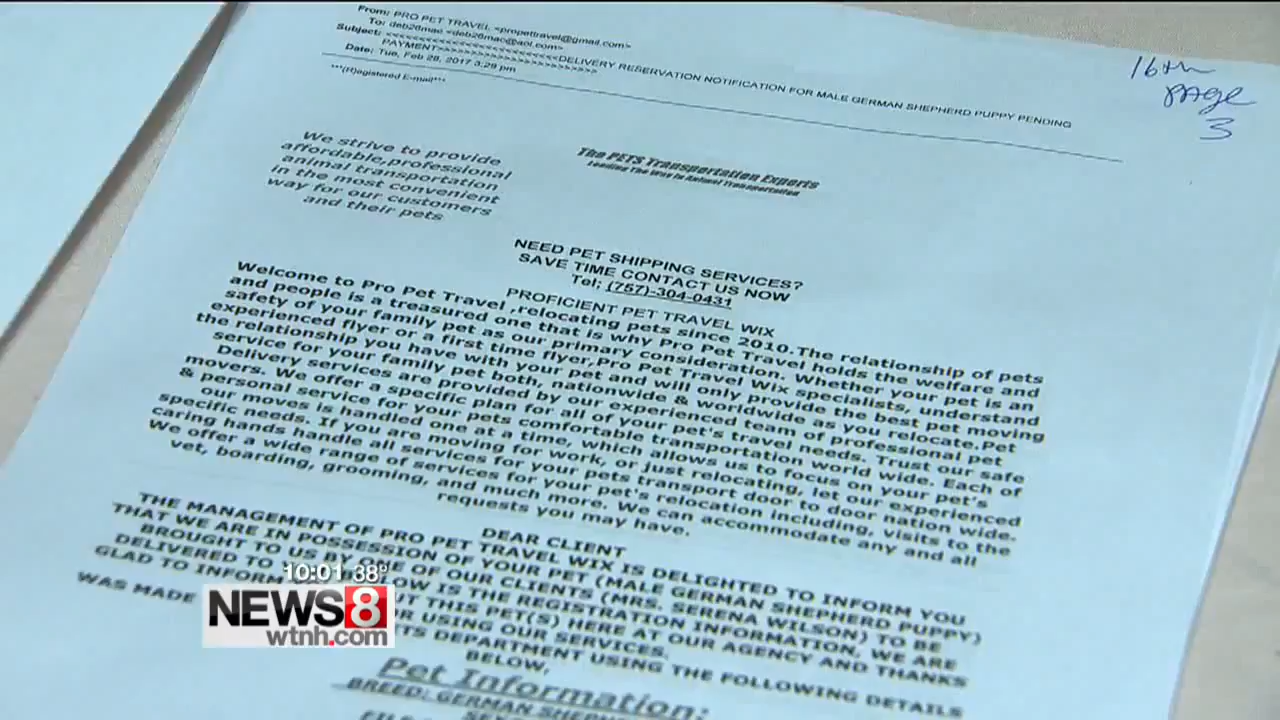 From: PRO PET TRAVEL <propettravel@gmail.com>
To: deb26mac <deb26mac@aol.com>
Subject: <<<<<<<<<<<<<<<<<<<<<<<<DELIVERY RESERVATION NOTIFICATION FOR MALE GERMAN SHEPHERD PUPPY PENDING
PAYMENT>>>>>>>>>>>>>>>>>>>>>>>
Date: Tue, Feb 28, 2017 3:29 pm
***(R)egistered E-mail***
16th
PAge
3
We strive to provide
affordable,professional
animal transportation
in the most convenient
way for our customers
and their pets
The PETS Transportation Experts
Leading The Way In Animal Transportation
NEED PET SHIPPING SERVICES?
SAVE TIME CONTACT US NOW
Tel; (757)-304-0431
PROFICIENT PET TRAVEL WIX
Welcome to Pro Pet Travel ,relocating pets since 2010.The relationship of pets
and people is a treasured one that is why Pro Pet Travel holds the welfare and
safety of your family pet as our primary consideration. Whether your pet is an
experienced flyer or a first time flyer,Pro Pet Travel Wix specialists, understand
the relationship you have with your pet and will only provide the best pet moving
service for your family pet both, nationwide & worldwide as you relocate.Pet
Delivery services are provided by our experienced team of professional pet
movers. We offer a specific plan for all of your pet's travel needs. Trust our safe
& personal service for your pets comfortable transportation world wide. Each of
our moves is handled one at a time, which allows us to focus on your pet's
specific needs. If you are moving for work, or just relocating, let our experienced
caring hands handle all services for your pets transport door to door nation wide.
We offer a wide range of services for your pet's relocation including, visits to the
vet, boarding, grooming, and much more. We can accommodate any and all
requests you may have.
DEAR CLIENT
THE MANAGEMENT OF PRO PET TRAVEL WIX IS DELIGHTED TO INFORM YOU
THAT WE ARE IN POSSESSION OF YOUR PET (MALE GERMAN SHEPHERD PUPPY)
BROUGHT TO US BY ONE OF OUR CLIENTS (MRS. SERENA WILSON) TO BE
DELIVERED TO BELOW IS THE REGISTRATION INFORMATION, WE ARE
GLAD TO INFORM THIS PET(S) HERE AT OUR AGENCY AND THANKS
FOR USING OUR SERVICES.
WAS MADE DEPARTMENT USING THE FOLLOWING DETAILS
BELOW,
Pet Information:
BREED: GERMAN
10:01 38°
NEWS 8
wtnh.com